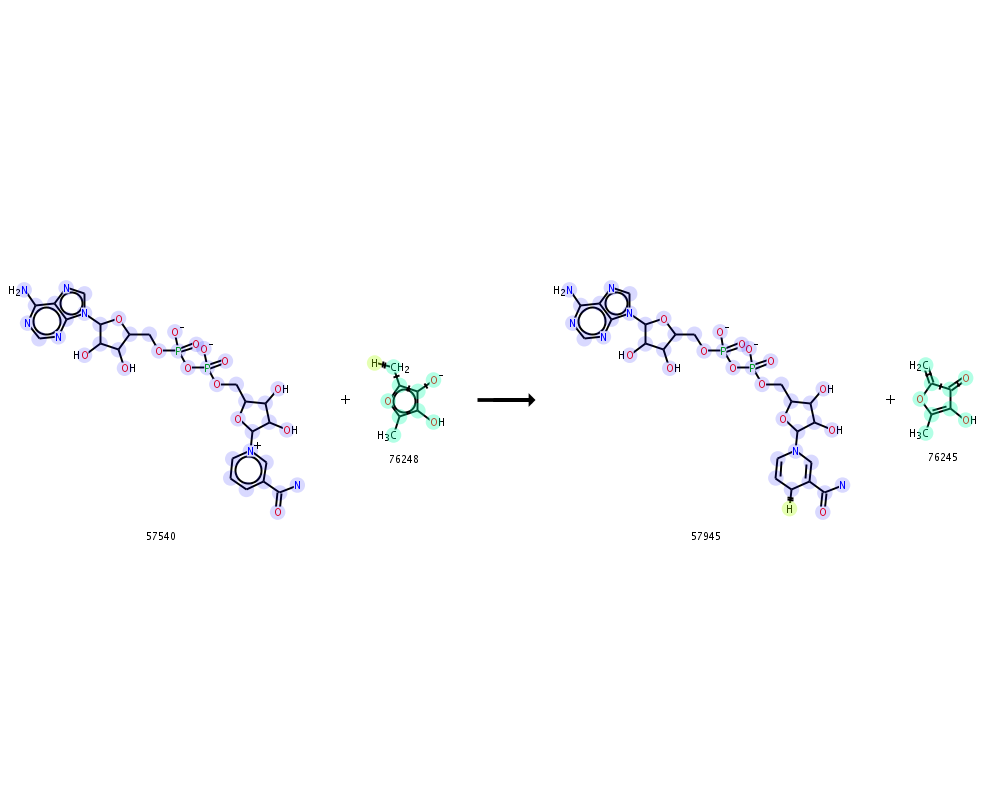 H₂N N N N N O HO OH O O⁻ P O O O⁻ P O O O OH OH N⁺ N O
+
H CH₂ O O⁻ OH H₃C
H₂N N N N N O HO OH O O⁻ P O O O⁻ P O O O OH OH N N O H
+
H₂C O O OH H₃C
76248
76245
57540
57945